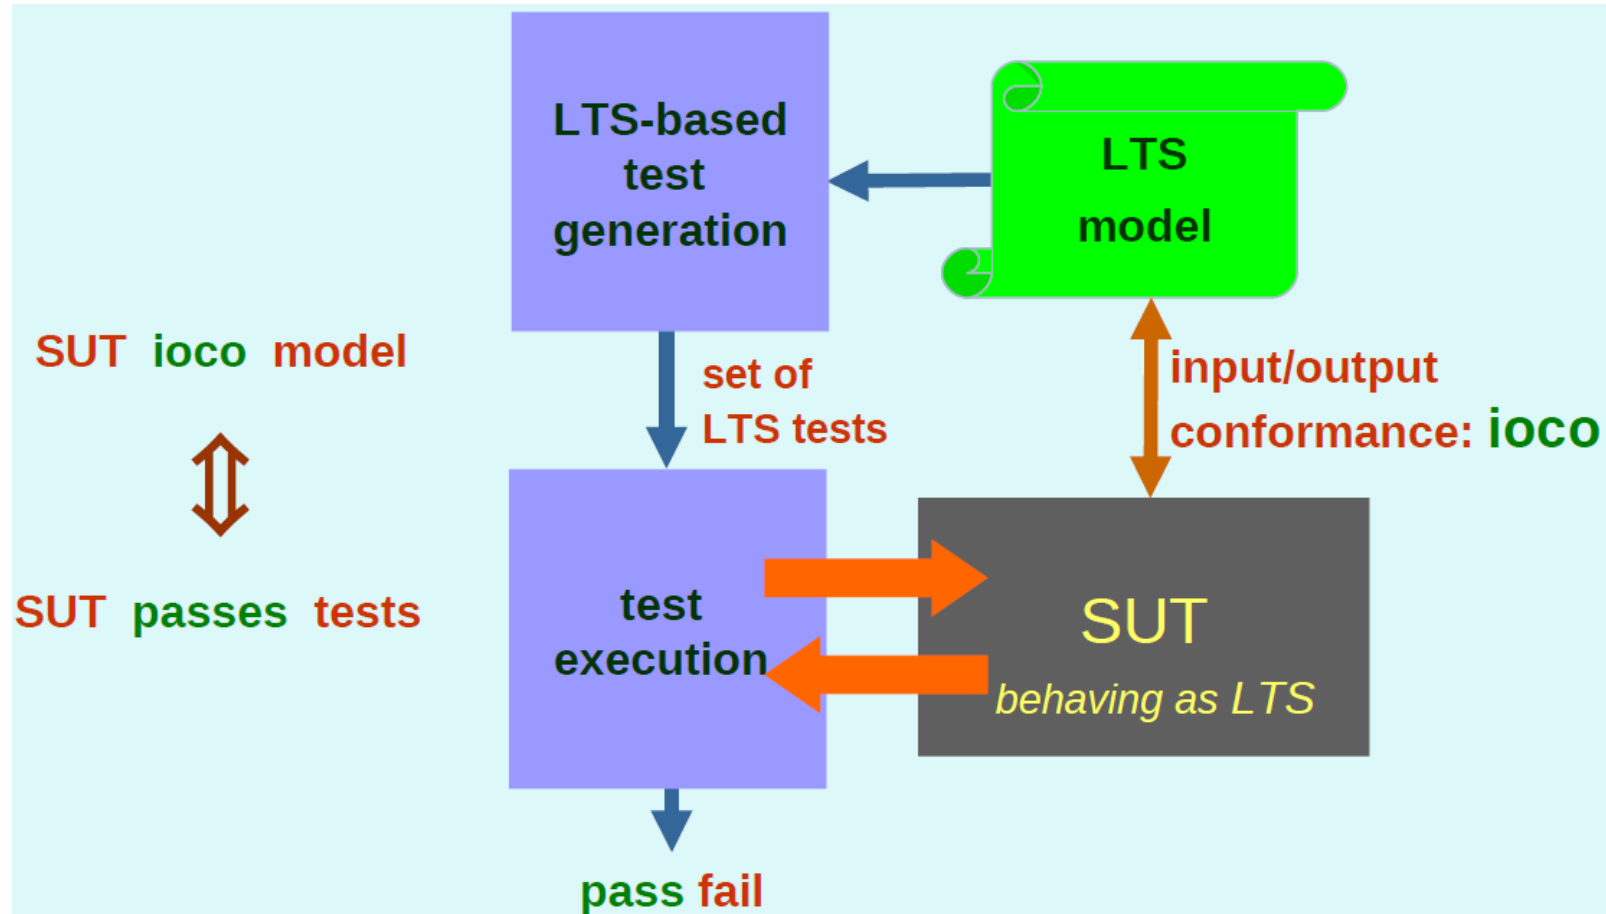 LTS-based
test
generation
LTS
model
SUT ioco model
set of
LTS tests
input/output
conformance: ioco
SUT passes tests
test
execution
SUT
behaving as LTS
pass fail